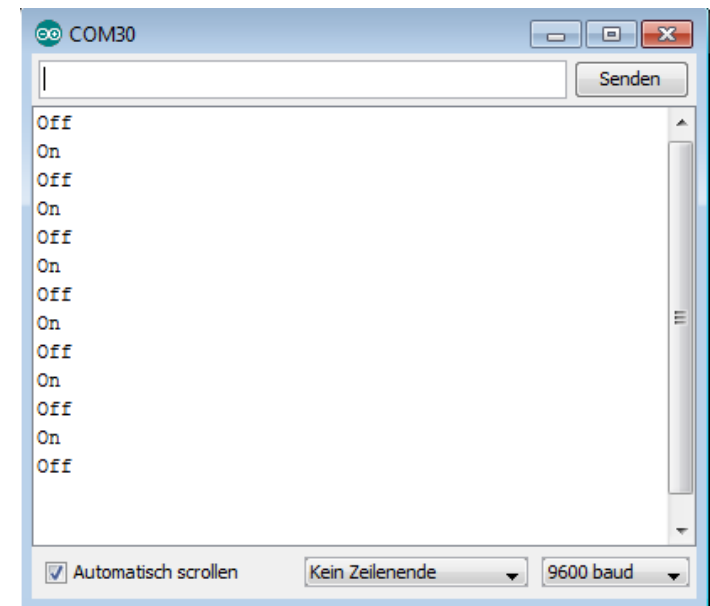 COM30
Senden
Off
On
Off
On
Off
On
Off
On
Off
On
Off
On
Off
Automatisch scrollen Kein Zeilenende 9600 baud